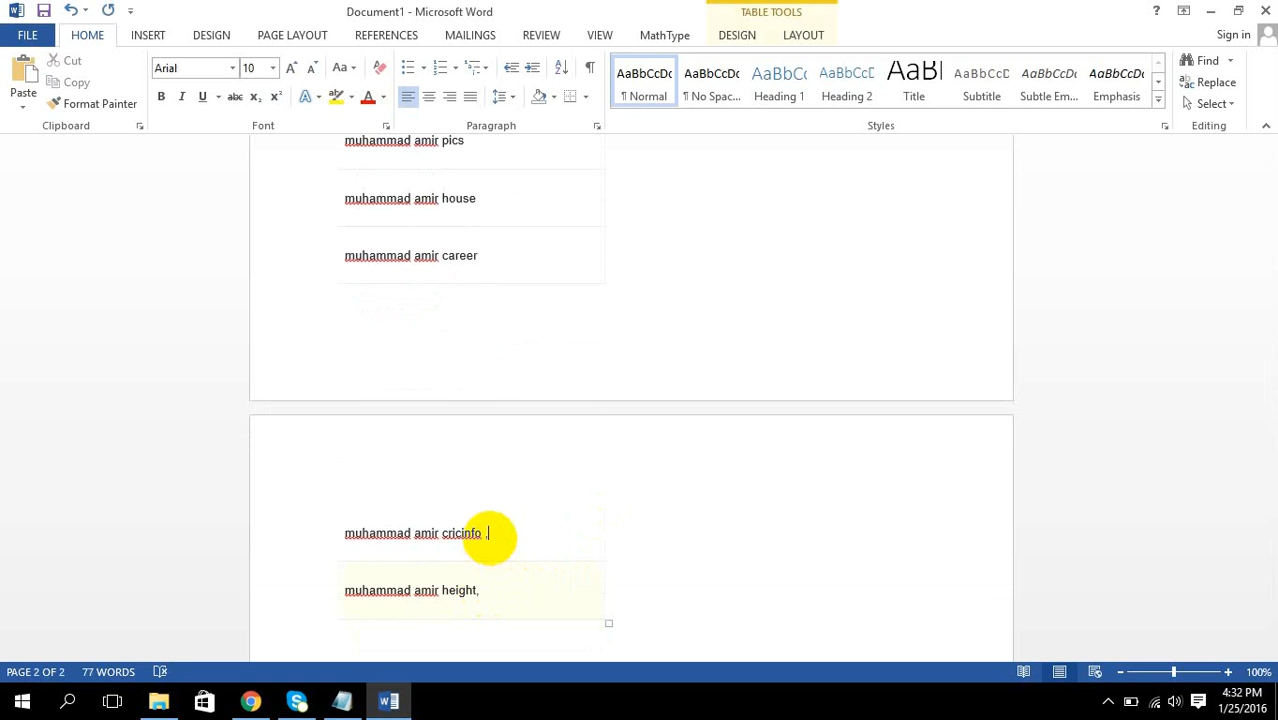 Document1 - Microsoft Word
TABLE TOOLS
?
FILE
HOME
INSERT
DESIGN
PAGE LAYOUT
REFERENCES
MAILINGS
REVIEW
VIEW
MathType
DESIGN
LAYOUT
Sign in
Paste
Cut
Copy
Format Painter
Clipboard
Arial
10
Font
Paragraph
AaBbCcDc
¶ Normal
AaBbCcDc
¶ No Spac...
AaBbCc
Heading 1
AaBbCcDc
Heading 2
AaBl
Title
AaBbCcDc
Subtitle
AaBbCcDc
Subtle Em...
AaBbCcDc
Emphasis
Styles
Find
Replace
Select
Editing
muhammad amir pics
muhammad amir house
muhammad amir career
muhammad amir cricinfo ,
muhammad amir height,
PAGE 2 OF 2
77 WORDS
100%
4:32 PM
1/25/2016